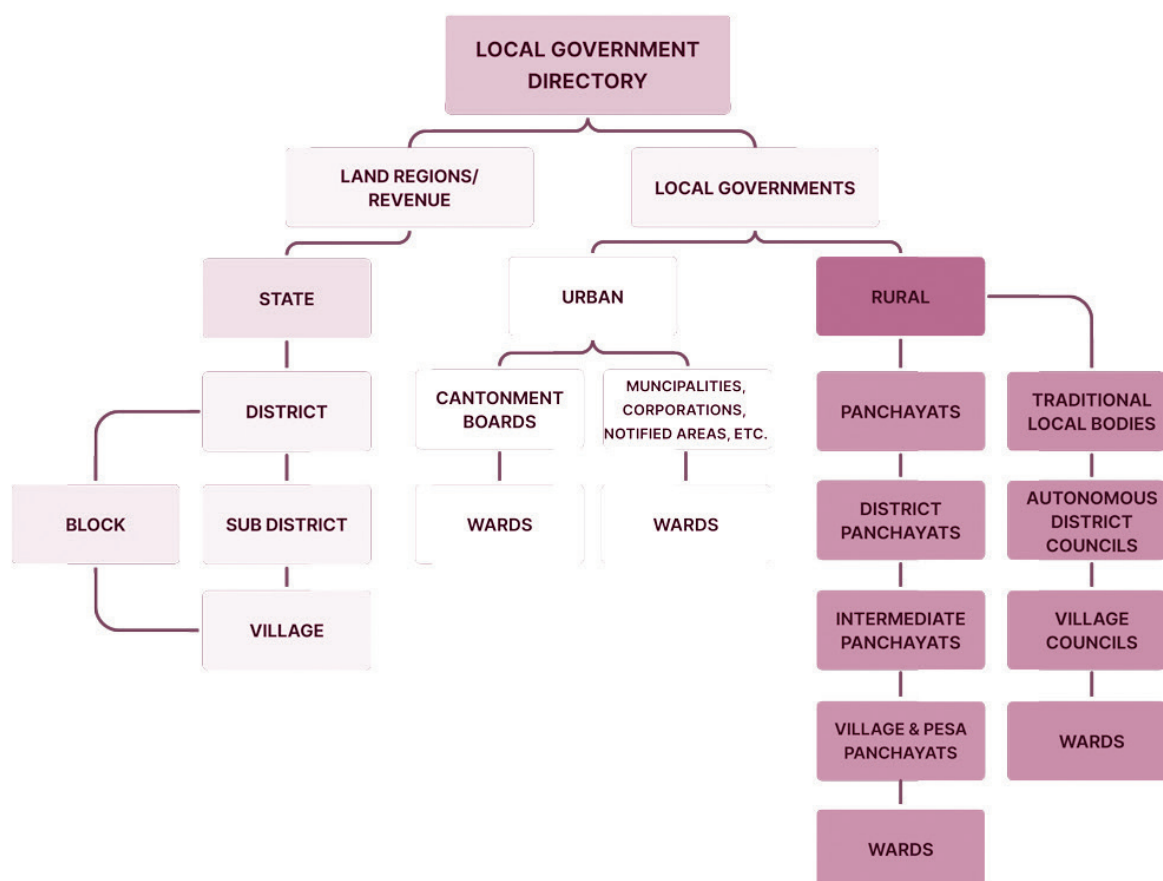 LOCAL GOVERNMENT
DIRECTORY
LAND REGIONS/
REVENUE
LOCAL GOVERNMENTS
STATE
URBAN
RURAL
DISTRICT
CANTONMENT
BOARDS
MUNCIPALITIES,
CORPORATIONS,
NOTIFIED AREAS, ETC.
PANCHAYATS
TRADITIONAL
LOCAL BODIES
BLOCK
SUB DISTRICT
WARDS
WARDS
DISTRICT
PANCHAYATS
AUTONOMOUS
DISTRICT
COUNCILS
VILLAGE
INTERMEDIATE
PANCHAYATS
VILLAGE
COUNCILS
VILLAGE & PESA
PANCHAYATS
WARDS
WARDS